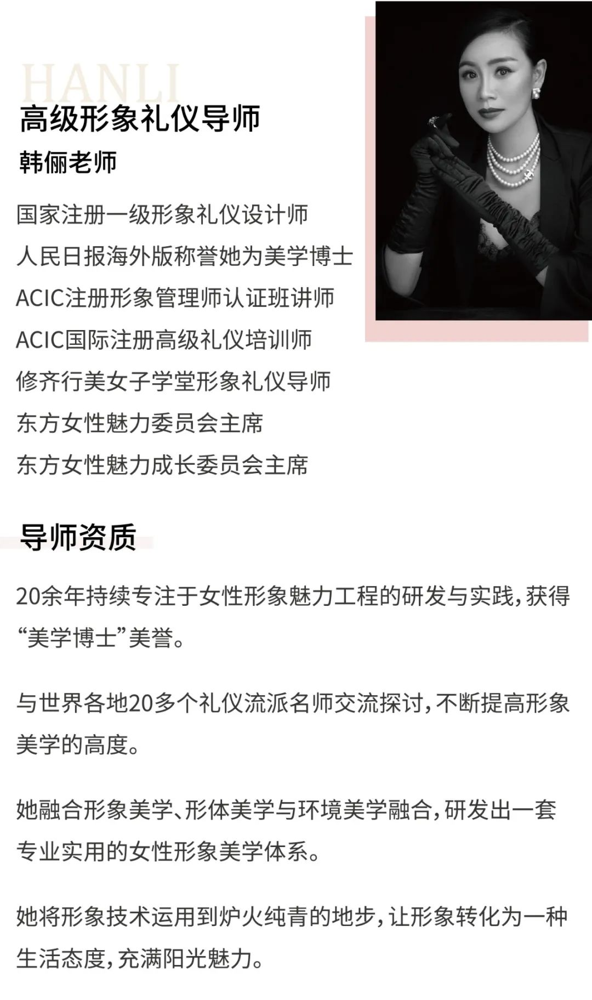 HANLI
高级形象礼仪导师
韩俪老师
国家注册一级形象礼仪设计师
人民日报海外版称誉她为美学博士
ACIC注册形象管理师认证班讲师
ACIC国际注册高级礼仪培训师
修齐行美女子学堂形象礼仪导师
东方女性魅力委员会主席
东方女性魅力成长委员会主席
导师资质
20余年持续专注于女性形象魅力工程的研发与实践，获得
“美学博士”美誉。
与世界各地20多个礼仪流派名师交流探讨，不断提高形象
美学的高度。
她融合形象美学、形体美学与环境美学融合，研发出一套
专业实用的女性形象美学体系。
她将形象技术运用到炉火纯青的地步，让形象转化为一种
生活态度，充满阳光魅力。